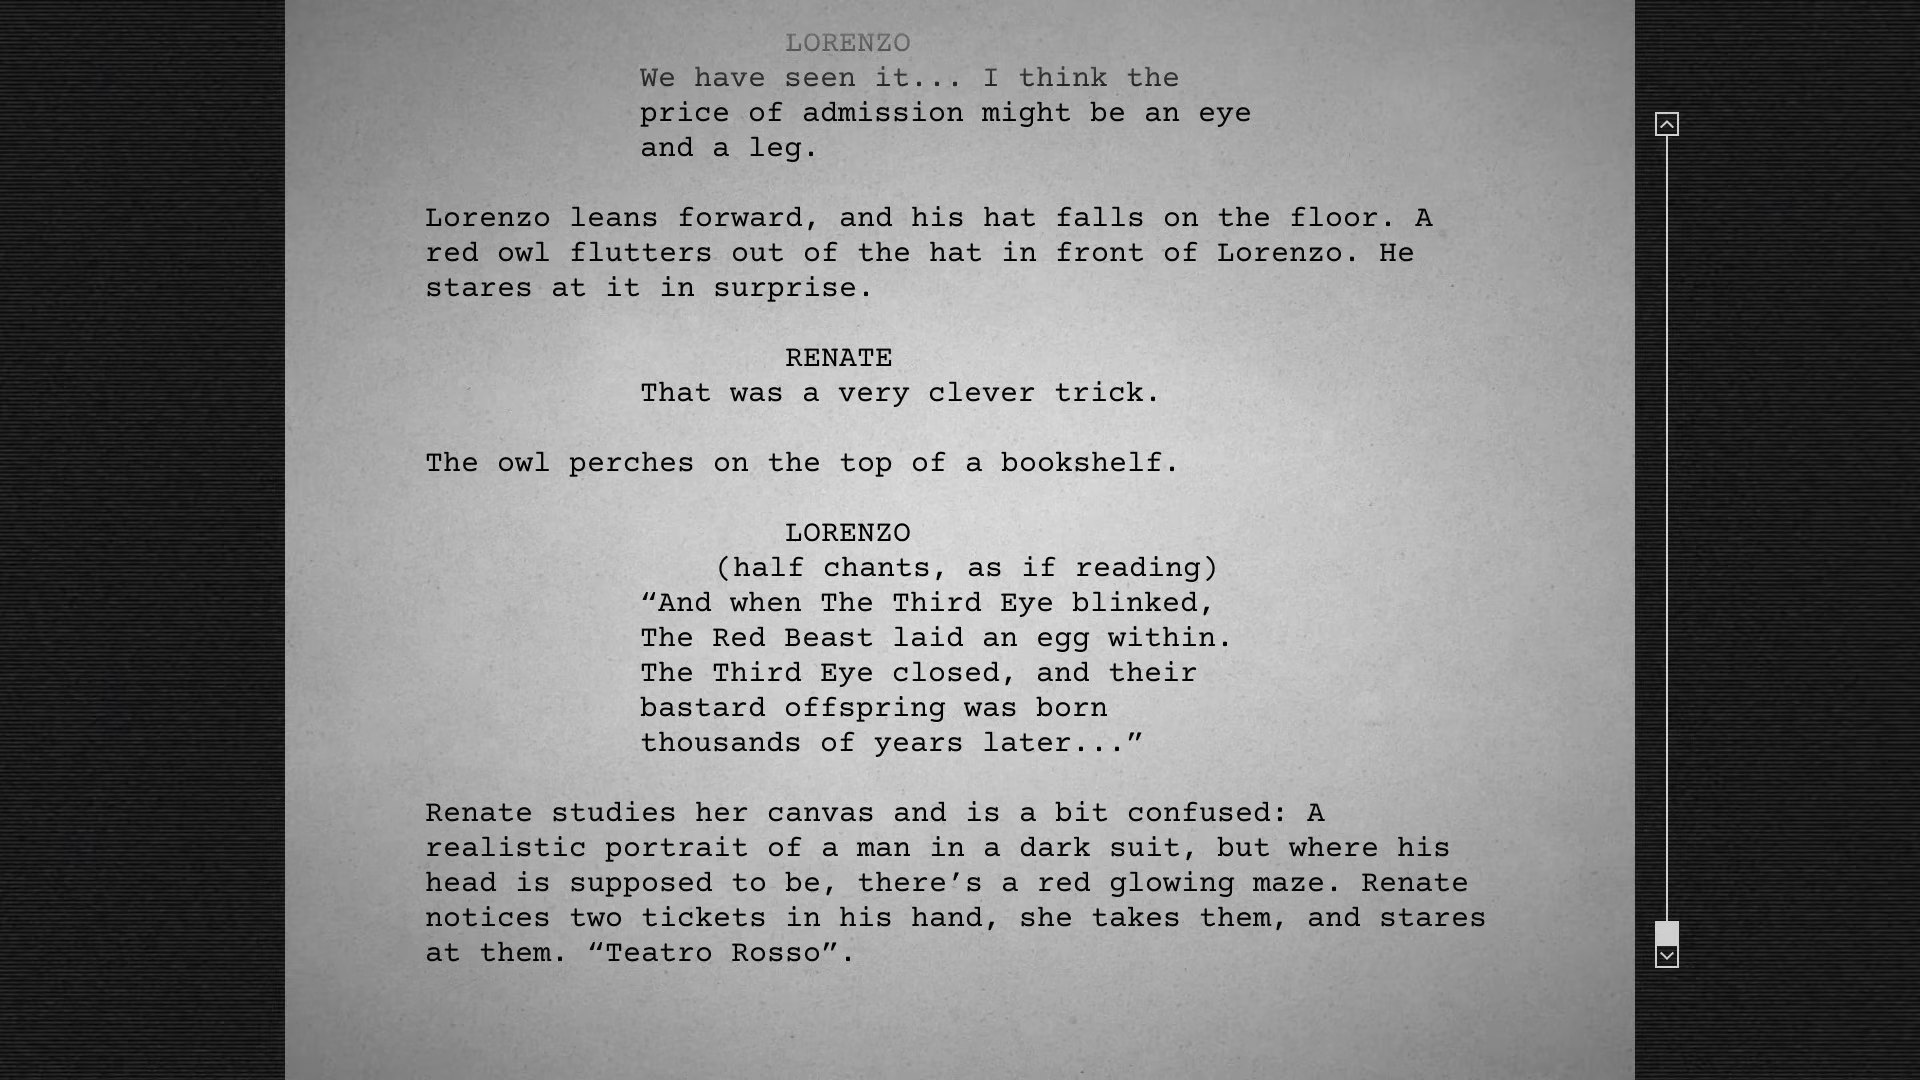 LORENZO
We have seen it... I think the
price of admission might be an eye
and a leg.
Lorenzo leans forward, and his hat falls on the floor. A
red owl flutters out of the hat in front of Lorenzo. He
stares at it in surprise.
RENATE
That was a very clever trick.
The owl perches on the top of a bookshelf.
LORENZO
(half chants, as if reading)
“And when The Third Eye blinked,
The Red Beast laid an egg within.
The Third Eye closed, and their
bastard offspring was born
thousands of years later...”
Renate studies her canvas and is a bit confused: A
realistic portrait of a man in a dark suit, but where his
head is supposed to be, there’s a red glowing maze. Renate
notices two tickets in his hand, she takes them, and stares
at them. “Teatro Rosso”.